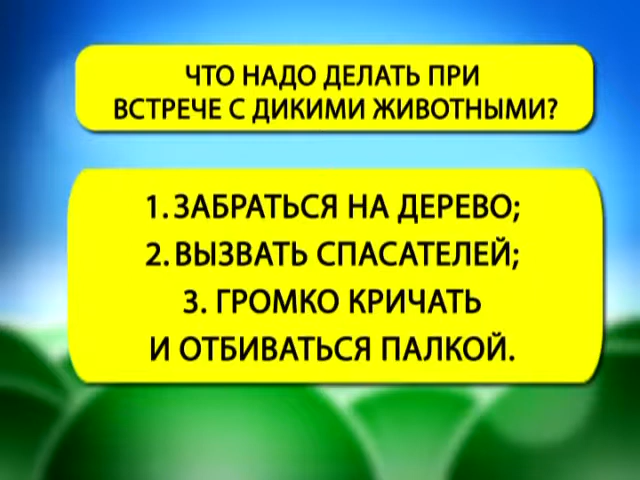 ЧТО НАДО ДЕЛАТЬ ПРИ
ВСТРЕЧЕ С ДИКИМИ ЖИВОТНЫМИ?
1. ЗАБРАТЬСЯ НА ДЕРЕВО;
2. ВЫЗВАТЬ СПАСАТЕЛЕЙ;
3. ГРОМКО КРИЧАТЬ
И ОТБИВАТЬСЯ ПАЛКОЙ.